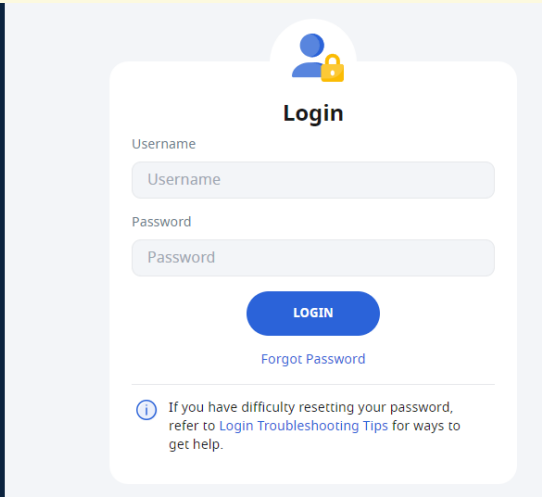 Login
Username
Username
Password
Password
LOGIN
Forgot Password
If you have difficulty resetting your password,
refer to Login Troubleshooting Tips for ways to
get help.